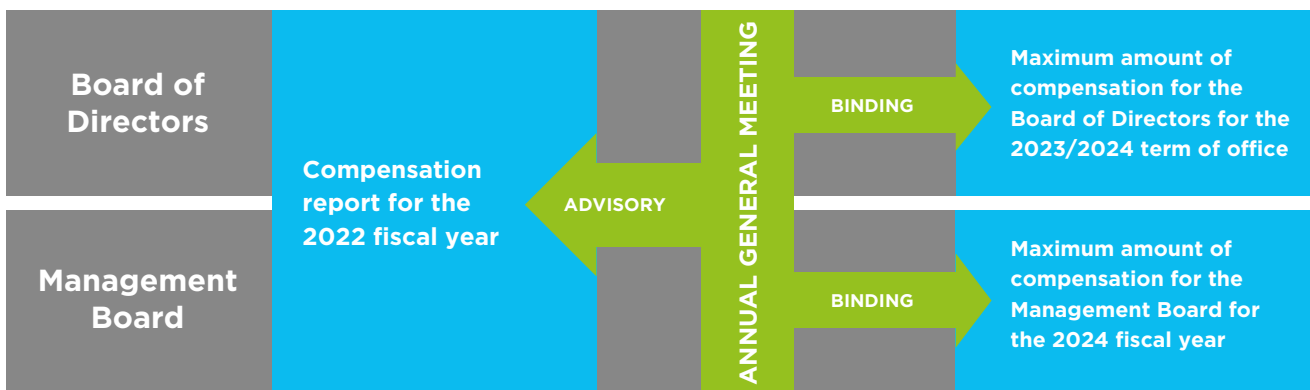 Board of
Directors
Management
Board
Compensation
report for the
2022 fiscal year
ADVISORY
ANNUAL GENERAL MEETING
BINDING
Maximum amount of
compensation for the
Board of Directors for the
2023/2024 term of office
BINDING
Maximum amount of
compensation for the
Management Board for
the 2024 fiscal year